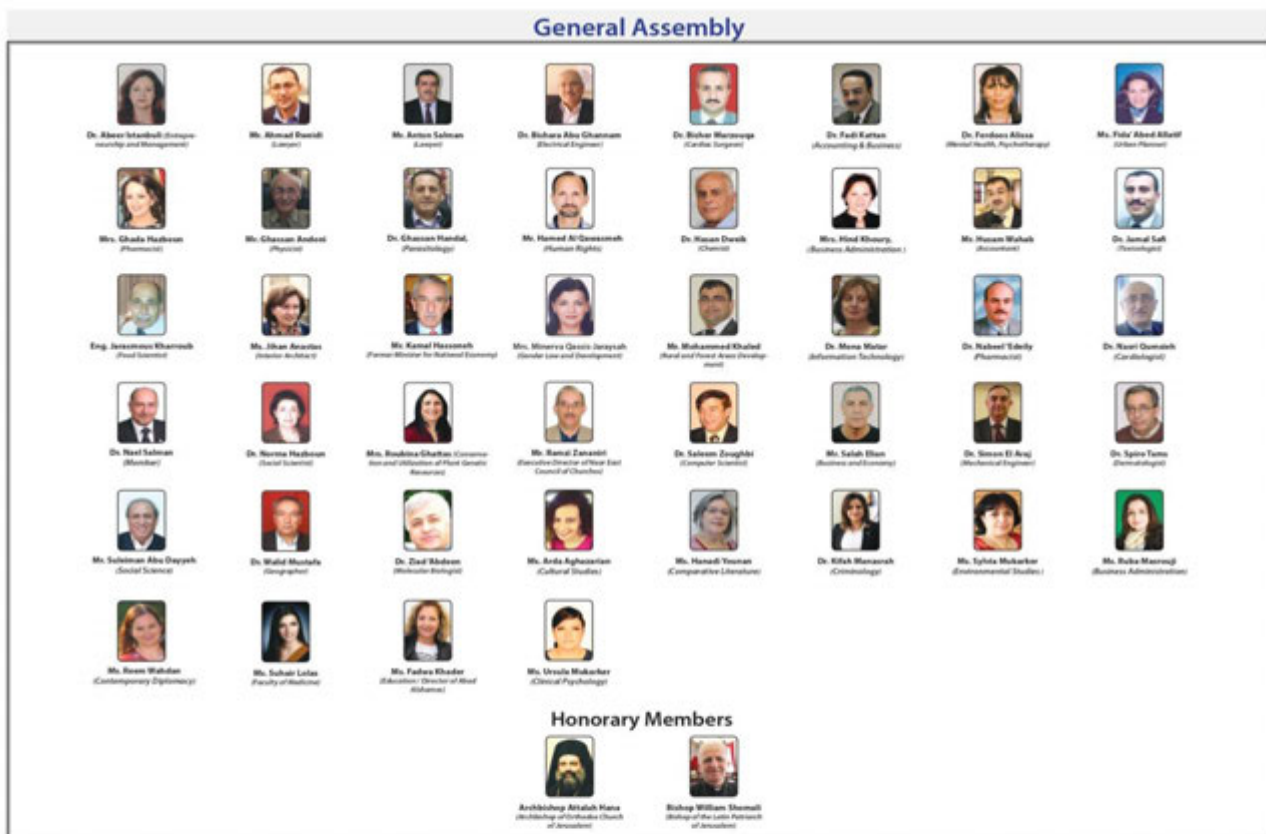 General Assembly
Dr. Abeer Istanbuli (Entrepre-
neurship and Management)
Mr. Ahmad Rweidi
(Lawyer)
Mr. Anton Salman
(Lawyer)
Dr. Bishara Abu Ghannam
(Electrical Engineer)
Dr. Bisher Marzouqa
(Cardiac Surgeon)
Dr. Fadi Kattan
(Accounting & Business)
Dr. Ferdoos Alissa
(Mental Health, Psychotherapy)
Ms. Fida' Abed Allatif
(Urban Planner)
Mrs. Ghada Hazboun
(Pharmacist)
Mr. Ghassan Andoni
(Physicist)
Dr. Ghassan Handal,
(Parasitology)
Mr. Hamed Al Qawasmeh
(Human Rights)
Dr. Hasan Dweib
(Chemist)
Mrs. Hind Khoury,
(Business Administration )
Mr. Husam Wahab
(Accountant)
Dr. Jamal Safi
(Toxicologist)
Eng. Jerasmous Kharroub
(Food Scientist)
Ms. Jihan Anastas
(Interior Architect)
Mr. Kamal Hassoneh
(Former Minister for National Economy)
Mrs. Minerva Qassis Jaraysah
(Gender Law and Development)
Mr. Mohammed Khaled
(Rural and Forest Areas Develop-
ment)
Dr. Mona Matar
(Information Technology)
Dr. Nabeel 'Edeily
(Pharmacist)
Dr. Nasri Qumsieh
(Cardiologist)
Dr. Nael Salman
(Member)
Dr. Norma Hazboun
(Social Scientist)
Mrs. Roubina Ghattas (Conserva-
tion and Utilization of Plant Genetic
Resources)
Mr. Ramzi Zananiri
(Executive Director of Near East
Council of Churches)
Dr. Saleem Zoughbi
(Computer Scientist)
Mr. Salah Elian
(Business and Economy)
Dr. Simon El Araj
(Mechanical Engineer)
Dr. Spiro Tams
(Dermatologist)
Mr. Suleiman Abu Dayyeh
(Social Science)
Dr. Walid Mustafa
(Geographer)
Dr. Ziad 'Abdeen
(Molecular Biologist)
Ms. Arda Aghazarian
(Cultural Studies)
Ms. Hanadi Younan
(Comparative Literature)
Dr. Kifah Manasrah
(Criminology)
Ms. Sylvia Mukarker
(Environmental Studies )
Ms. Ruba Masrouji
(Business Administration)
Ms. Reem Wahdan
(Contemporary Diplomacy)
Ms. Suhair Lolas
(Faculty of Medicine)
Ms. Fadwa Khader
(Education / Director of
Ms. Ursula Mukarker
(Clinical Psychology)
Honorary Members
Archbishop Attalah Hana
(Archbishop of Orthodox Church
of Jerusalem)
Bishop William Shomali
(Bishop of the Latin Patriarch
of Jerusalem)